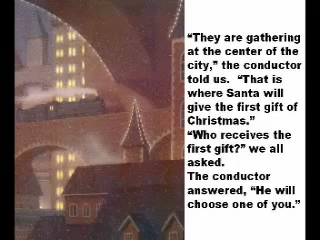 “They are gathering
at the center of the
city,” the conductor
told us.  “That is
where Santa will
give the first gift of
Christmas.”
“Who receives the
first gift?” we all
asked.
The conductor
answered, “He will
choose one of you.”